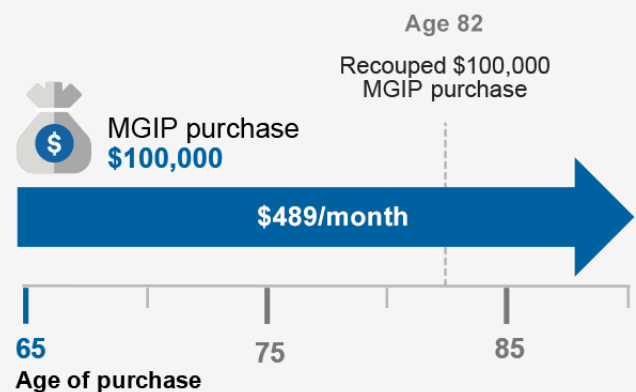 Age 82
Recouped $100,000
MGIP purchase
$
MGIP purchase
$100,000
$489/month
65
75
85
Age of purchase